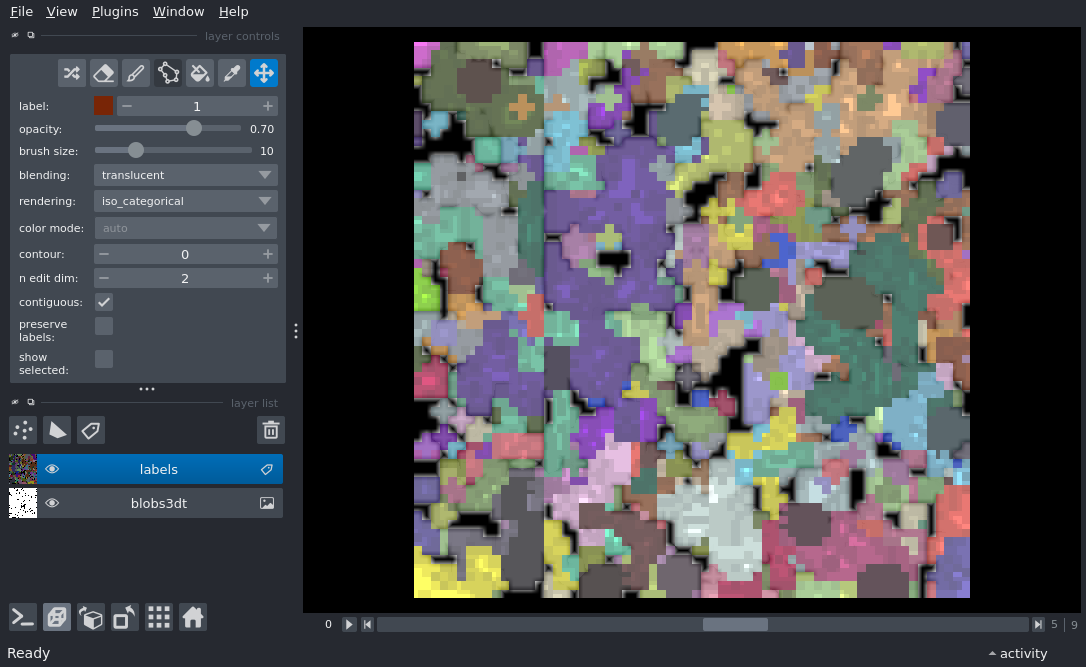 File View Plugins Window Help
layer controls
label: 1
opacity: 0.70
brush size: 10
blending: translucent
rendering: iso_categorical
color mode: auto
contour: 0
n edit dim: 2
contiguous:
preserve
labels:
show
selected:
layer list
labels
blobs3dt
0 5 9
Ready activity